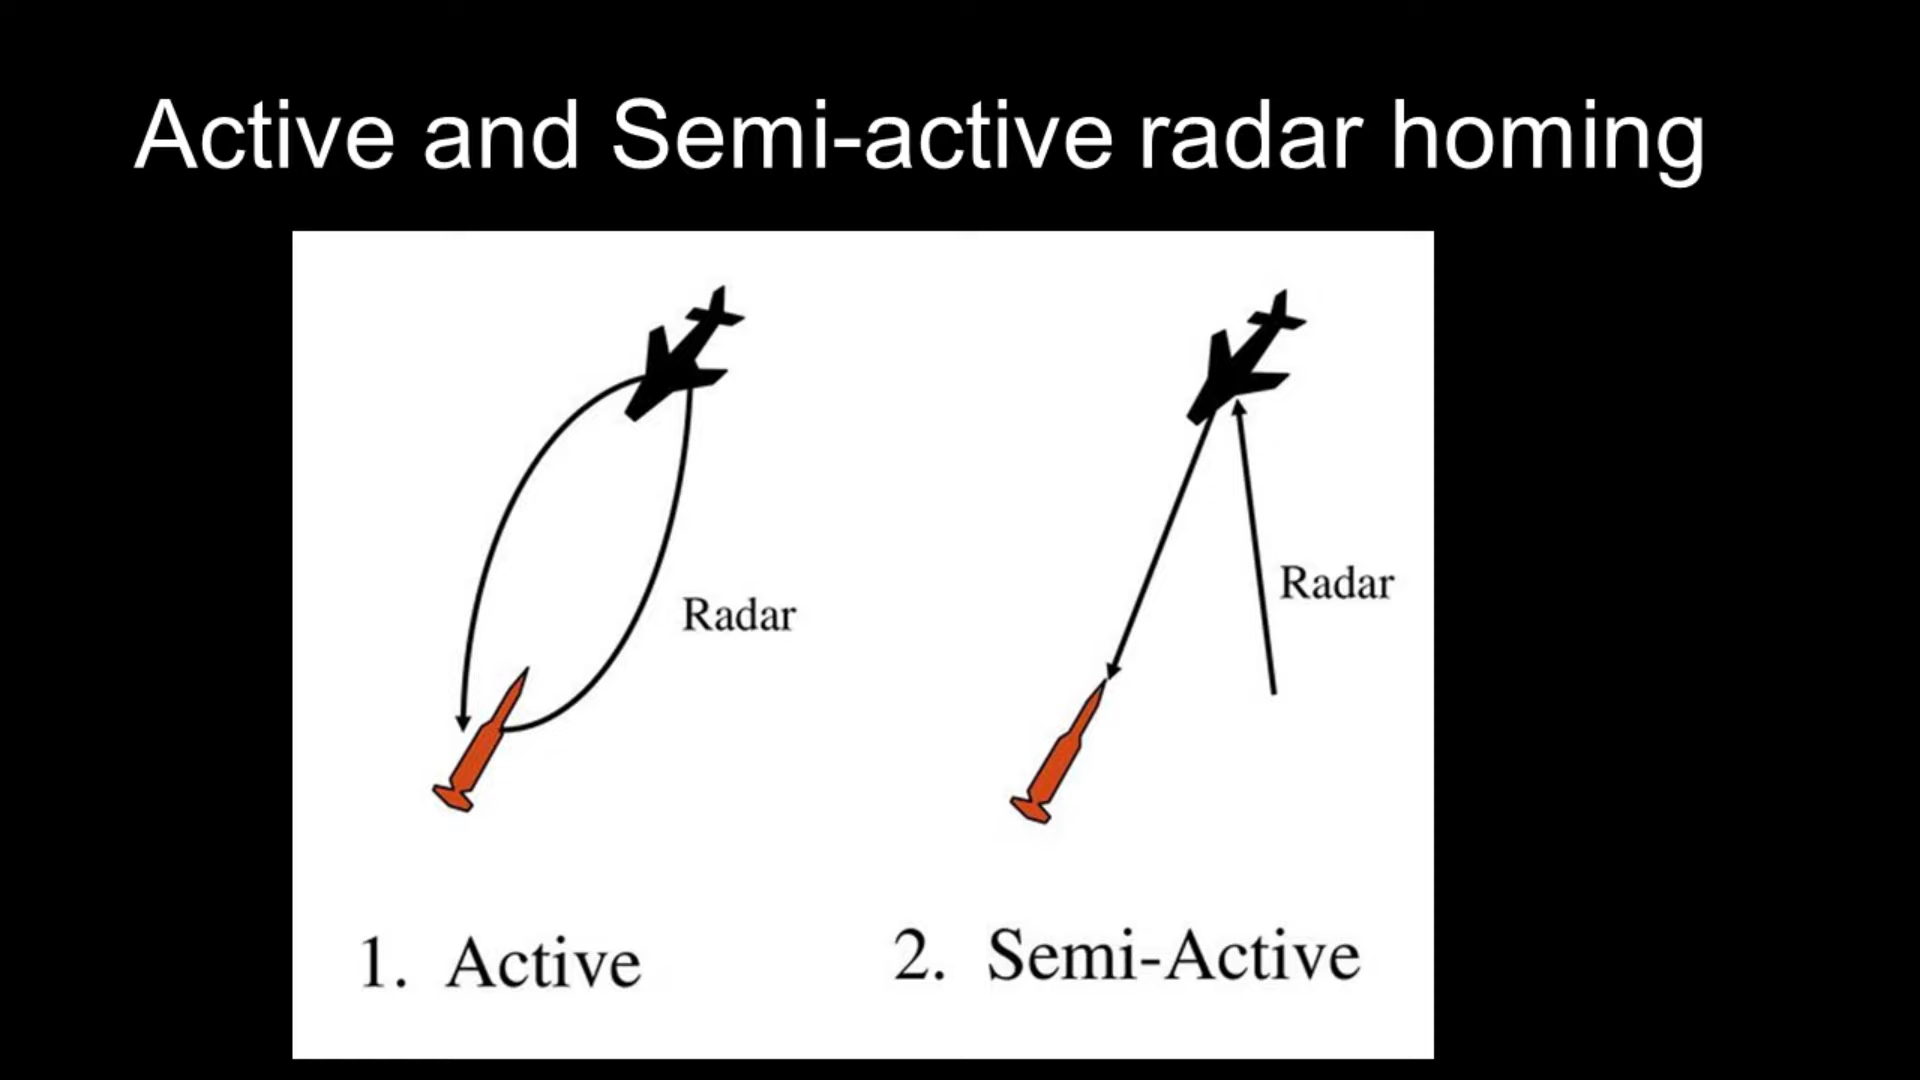 Active and Semi-active radar homing
Radar
Radar
1. Active
2. Semi-Active